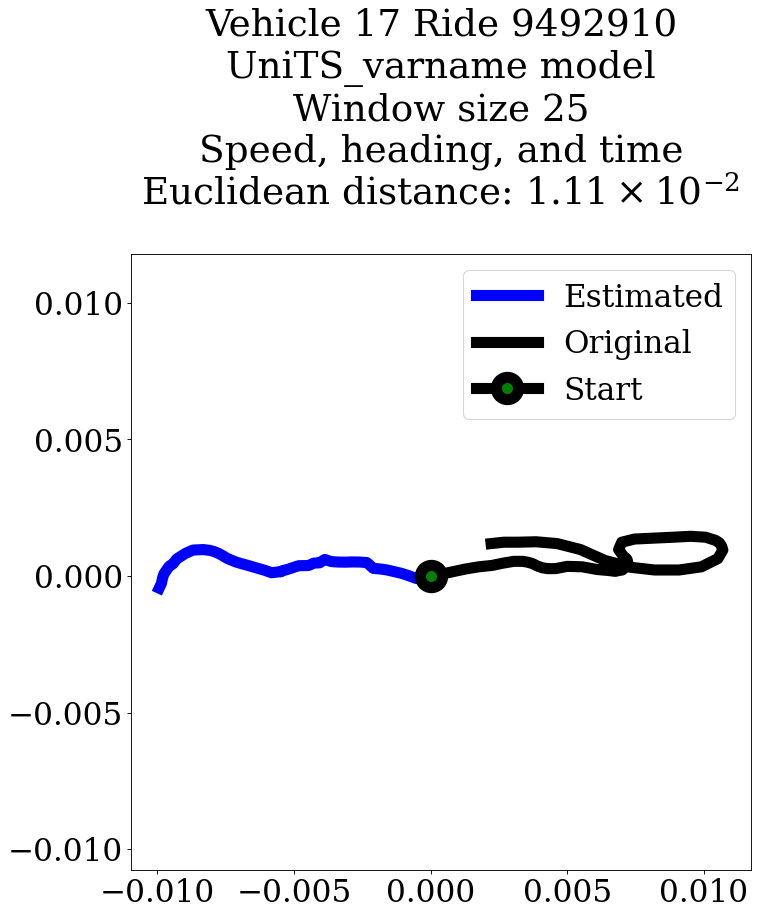 Vehicle 17 Ride 9492910
UniTS_varname model
Window size 25
Speed, heading, and time
Euclidean distance: 1.11 × 10⁻²
Estimated
Original
Start
0.010
0.005
0.000
−0.005
−0.010
−0.010 −0.005 0.000 0.005 0.010